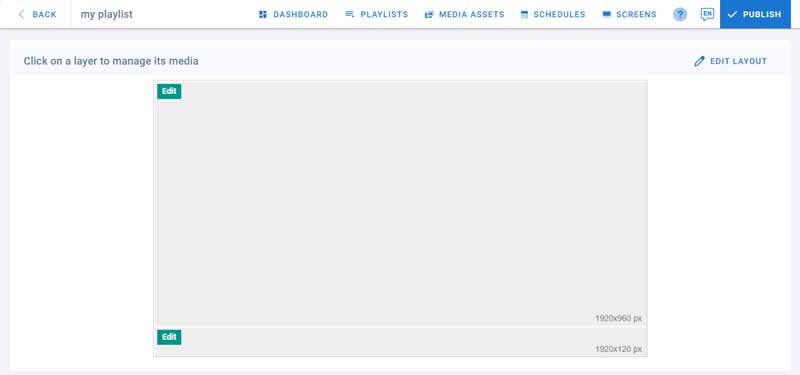 BACK my playlist DASHBOARD PLAYLISTS MEDIA ASSETS SCHEDULES SCREENS ? EN PUBLISH
Click on a layer to manage its media EDIT LAYOUT
Edit
1920x960 px
Edit
1920x120 px